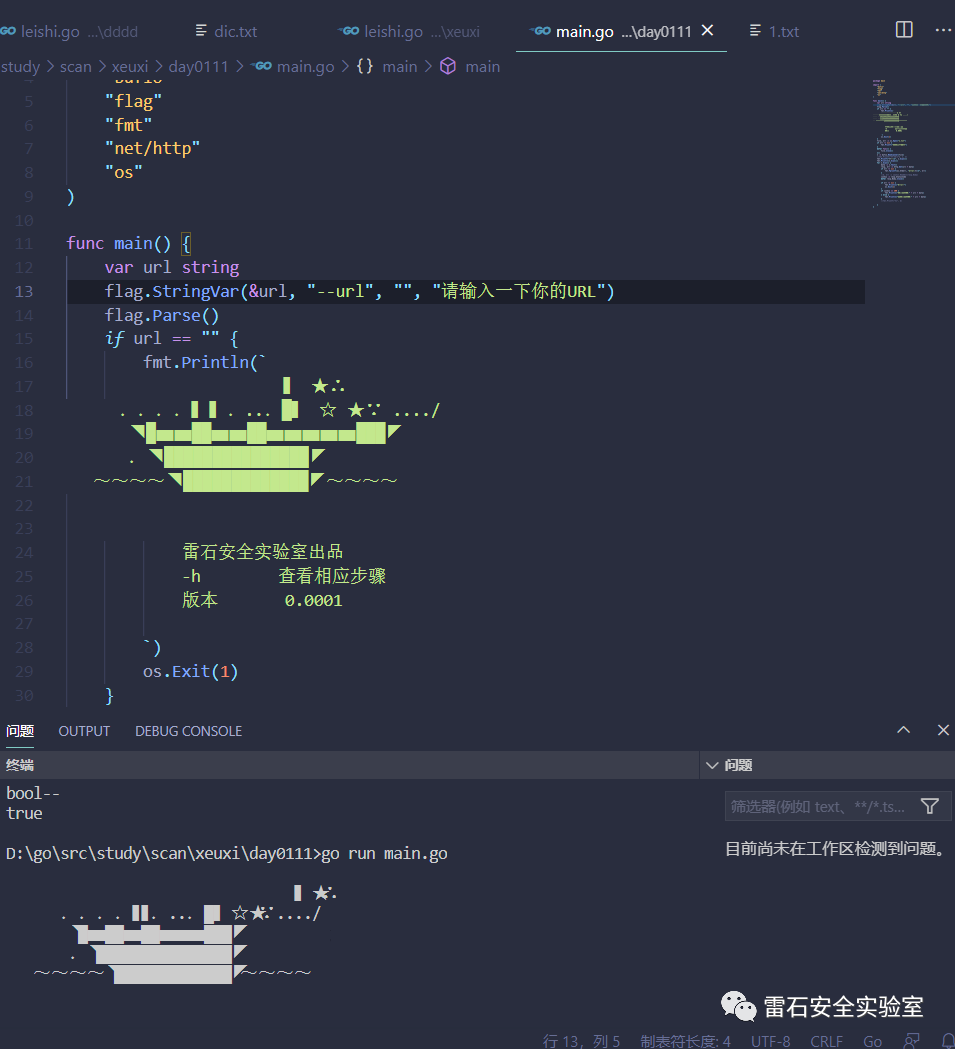 leishi.go ...\dddd
dic.txt
leishi.go ...\xeuxi
main.go ...\day0111
1.txt
study > scan > xeuxi > day0111 > main.go > {} main > main
5 "flag"
6 "fmt"
7 "net/http"
8 "os"
9 )
10
11 func main() {
12 var url string
13 flag.StringVar(&url, "--url", "", "请输入一下你的URL")
14 flag.Parse()
15 if url == "" {
16 fmt.Println(`
17 ▌ ★∴
18 . . . . ▌ ▌ . ... █▌ ☆ ★∵ ..../
19 ◥█▅▅██▅▅██▅▅▅▅▅▅███◤
20 . ◥███████████████◤
21 ～～～～◥█████████████◤～～～～
22
23
24 雷石安全实验室出品
25 -h 查看相应步骤
26 版本 0.0001
27
28 `)
29 os.Exit(1)
30 }
问题 OUTPUT DEBUG CONSOLE
终端
问题
bool--
true
筛选器(例如 text、**/*.ts...
目前尚未在工作区检测到问题。
D:\go\src\study\scan\xeuxi\day0111>go run main.go
▌ ★∴
. . . . ▌▌. ... █▌ ☆★∵..../
◥█▅▅██▅▅██▅▅▅▅▅███◤
. ◥███████████████◤
～～～～◥█████████████◤～～～～
雷石安全实验室
行 13，列 5 制表符长度: 4 UTF-8 CRLF Go